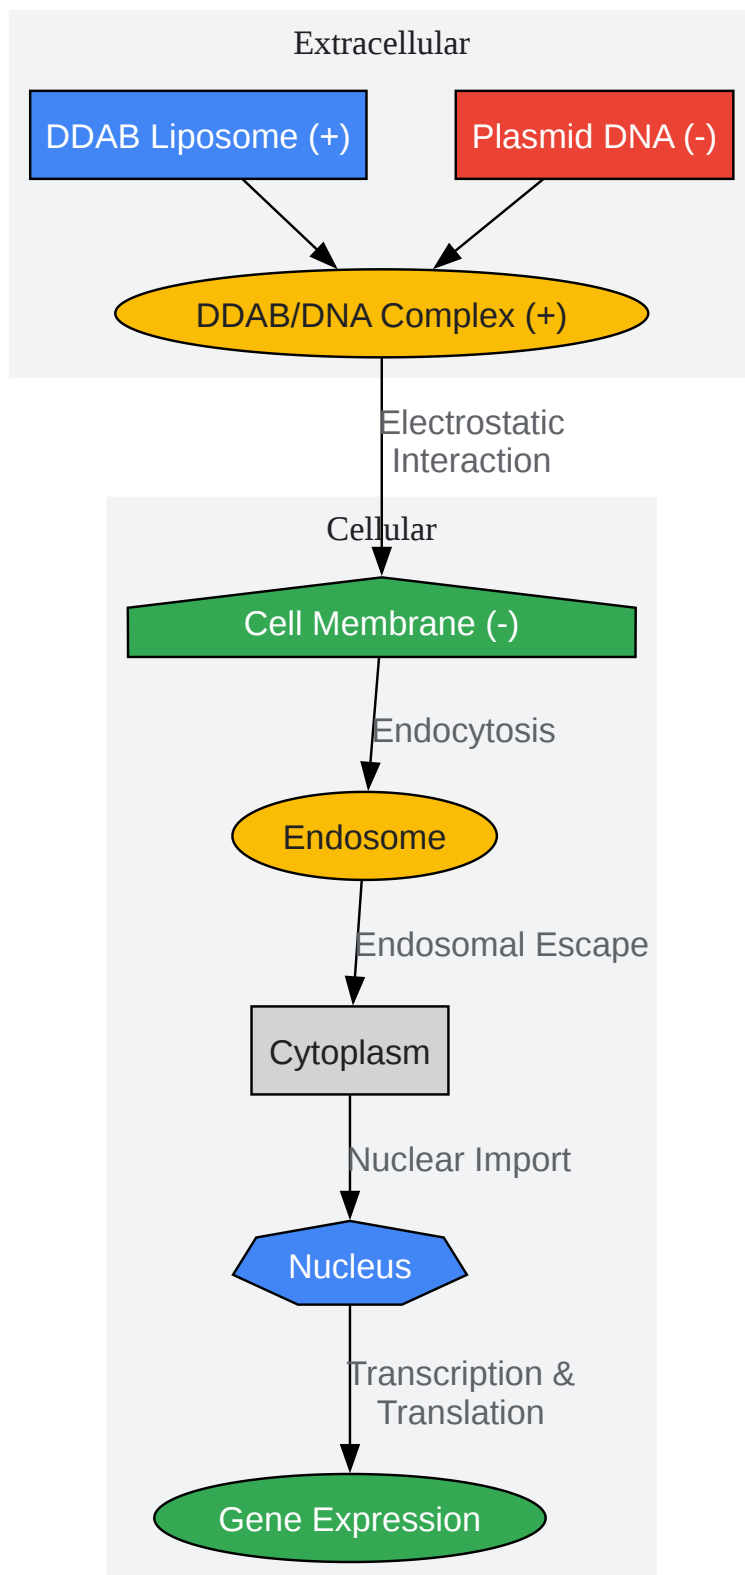 Extracellular
DDAB Liposome (+)
Plasmid DNA (-)
DDAB/DNA Complex (+)
Electrostatic
Interaction
Cellular
Cell Membrane (-)
Endocytosis
Endosome
Endosomal Escape
Cytoplasm
Nuclear Import
Nucleus
Transcription &
Translation
Gene Expression